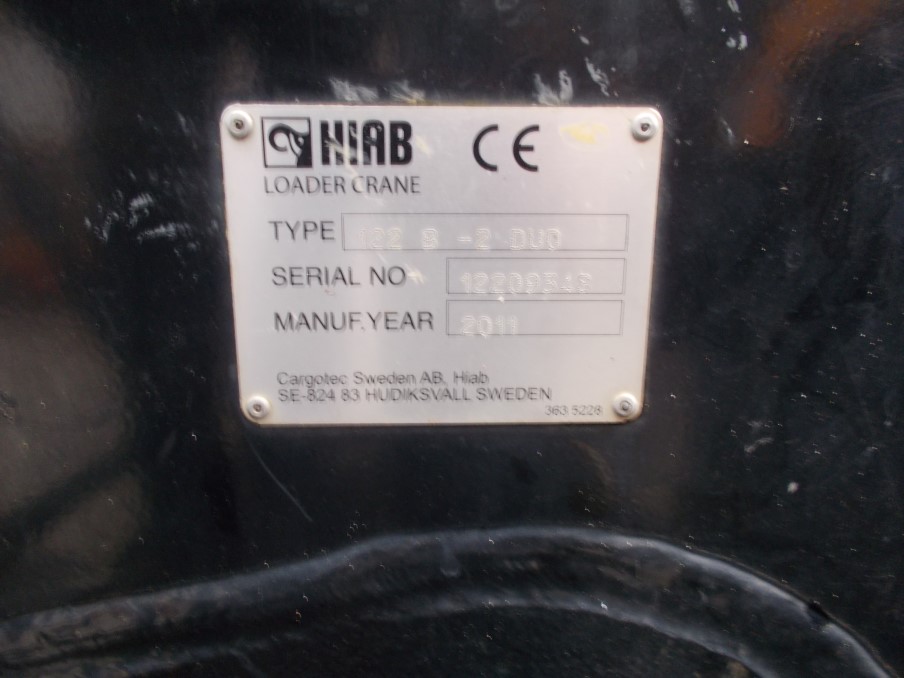 HIAB CE
LOADER CRANE
TYPE 122 B -2 DUO
SERIAL NO
MANUF.YEAR 2011
Cargotec Sweden AB, Hiab
SE-824 83 HUDIKSVALL SWEDEN
363 5228